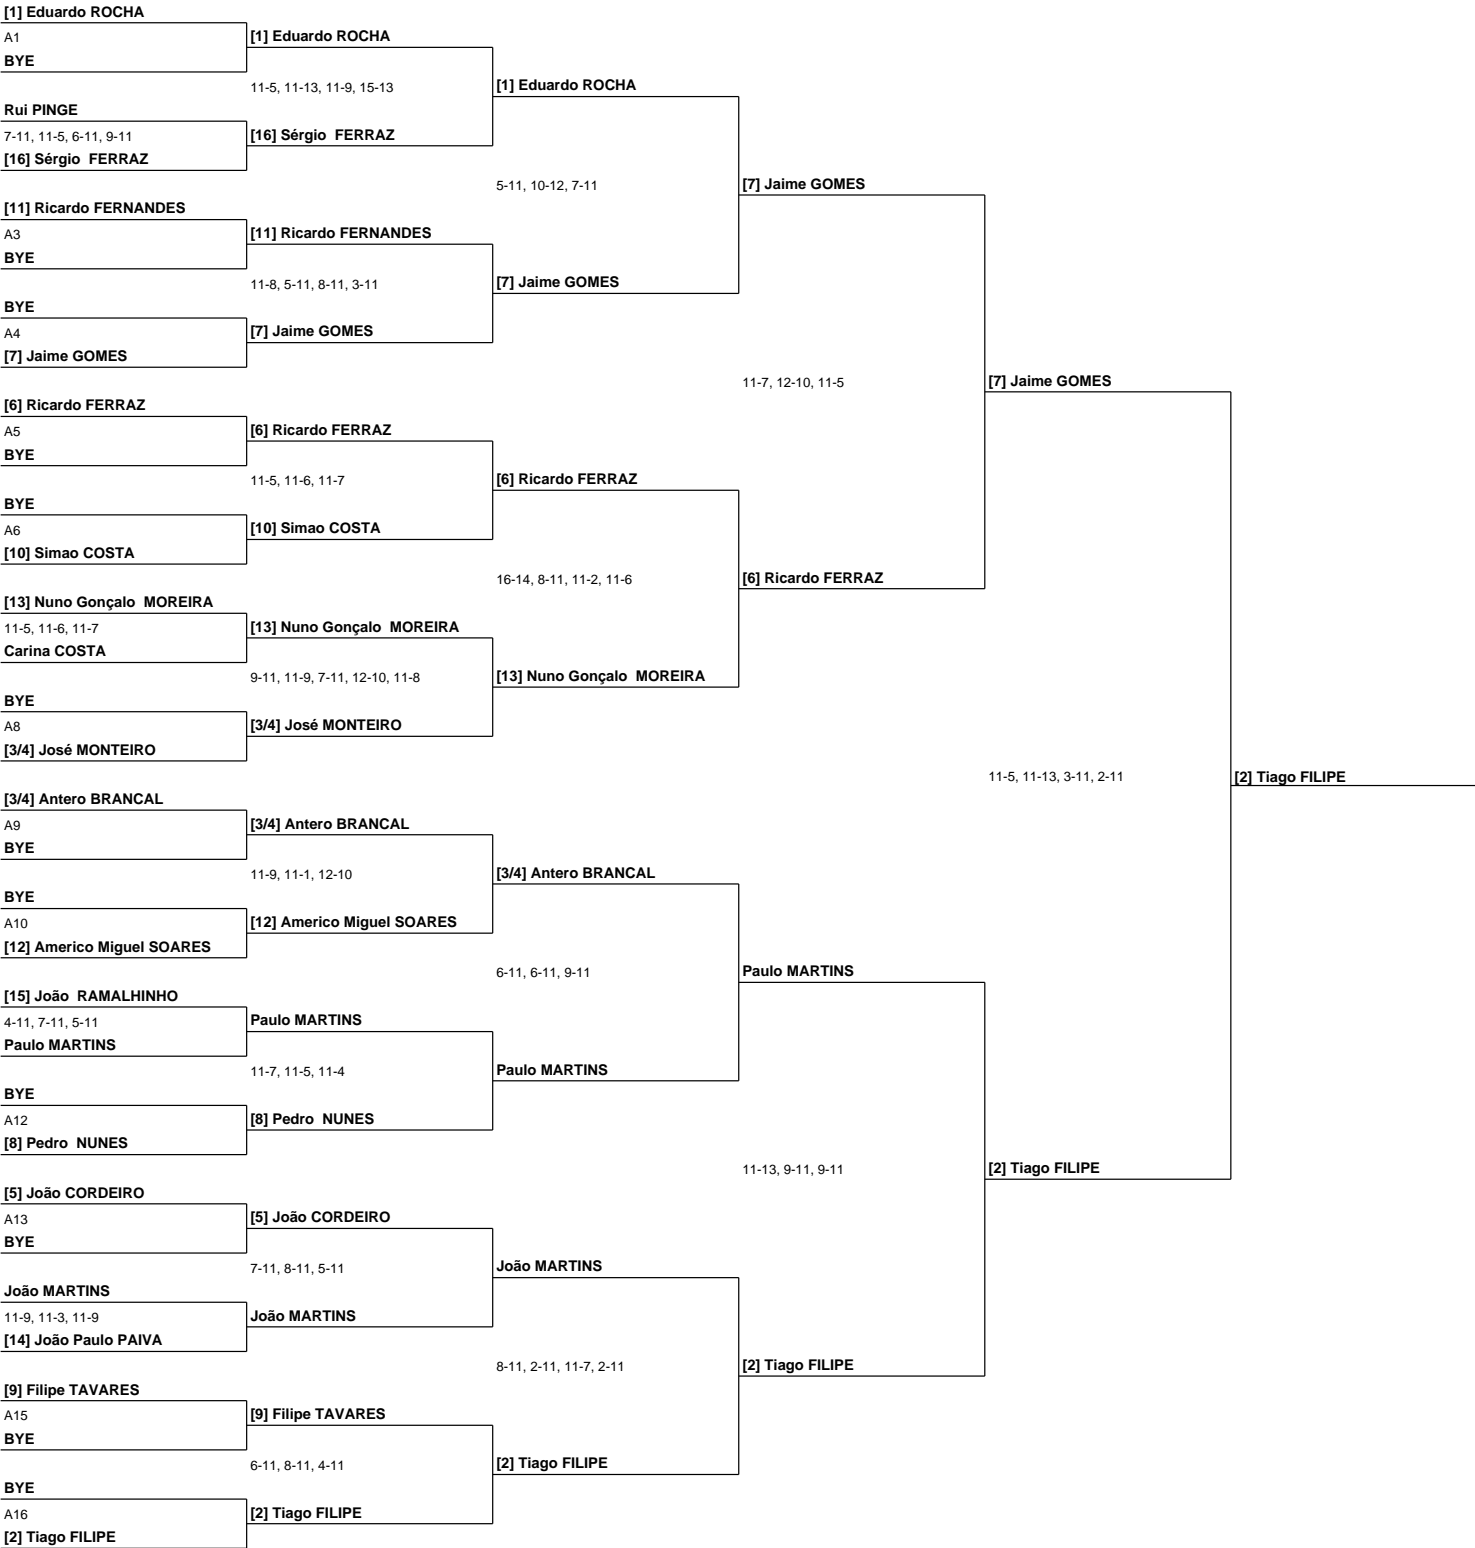 [1] Eduardo ROCHA
A1
BYE
[1] Eduardo ROCHA
11-5, 11-13, 11-9, 15-13
Rui PINGE
7-11, 11-5, 6-11, 9-11
[16] Sérgio  FERRAZ
[16] Sérgio  FERRAZ
[1] Eduardo ROCHA
5-11, 10-12, 7-11
[11] Ricardo FERNANDES
A3
BYE
[11] Ricardo FERNANDES
11-8, 5-11, 8-11, 3-11
BYE
A4
[7] Jaime GOMES
[7] Jaime GOMES
[7] Jaime GOMES
[7] Jaime GOMES
11-7, 12-10, 11-5
[6] Ricardo FERRAZ
A5
BYE
[6] Ricardo FERRAZ
11-5, 11-6, 11-7
BYE
A6
[10] Simao COSTA
[10] Simao COSTA
[6] Ricardo FERRAZ
16-14, 8-11, 11-2, 11-6
[13] Nuno Gonçalo  MOREIRA
11-5, 11-6, 11-7
Carina COSTA
[13] Nuno Gonçalo  MOREIRA
9-11, 11-9, 7-11, 12-10, 11-8
BYE
A8
[3/4] José MONTEIRO
[3/4] José MONTEIRO
[13] Nuno Gonçalo  MOREIRA
[6] Ricardo FERRAZ
[7] Jaime GOMES
11-5, 11-13, 3-11, 2-11
[2] Tiago FILIPE
[3/4] Antero BRANCAL
A9
BYE
[3/4] Antero BRANCAL
11-9, 11-1, 12-10
BYE
A10
[12] Americo Miguel SOARES
[12] Americo Miguel SOARES
[3/4] Antero BRANCAL
6-11, 6-11, 9-11
[15] João  RAMALHINHO
4-11, 7-11, 5-11
Paulo MARTINS
Paulo MARTINS
11-7, 11-5, 11-4
BYE
A12
[8] Pedro  NUNES
[8] Pedro  NUNES
Paulo MARTINS
Paulo MARTINS
11-13, 9-11, 9-11
[2] Tiago FILIPE
[5] João CORDEIRO
A13
BYE
[5] João CORDEIRO
7-11, 8-11, 5-11
João MARTINS
11-9, 11-3, 11-9
[14] João Paulo PAIVA
João MARTINS
João MARTINS
8-11, 2-11, 11-7, 2-11
[2] Tiago FILIPE
[9] Filipe TAVARES
A15
BYE
[9] Filipe TAVARES
6-11, 8-11, 4-11
BYE
A16
[2] Tiago FILIPE
[2] Tiago FILIPE
[2] Tiago FILIPE